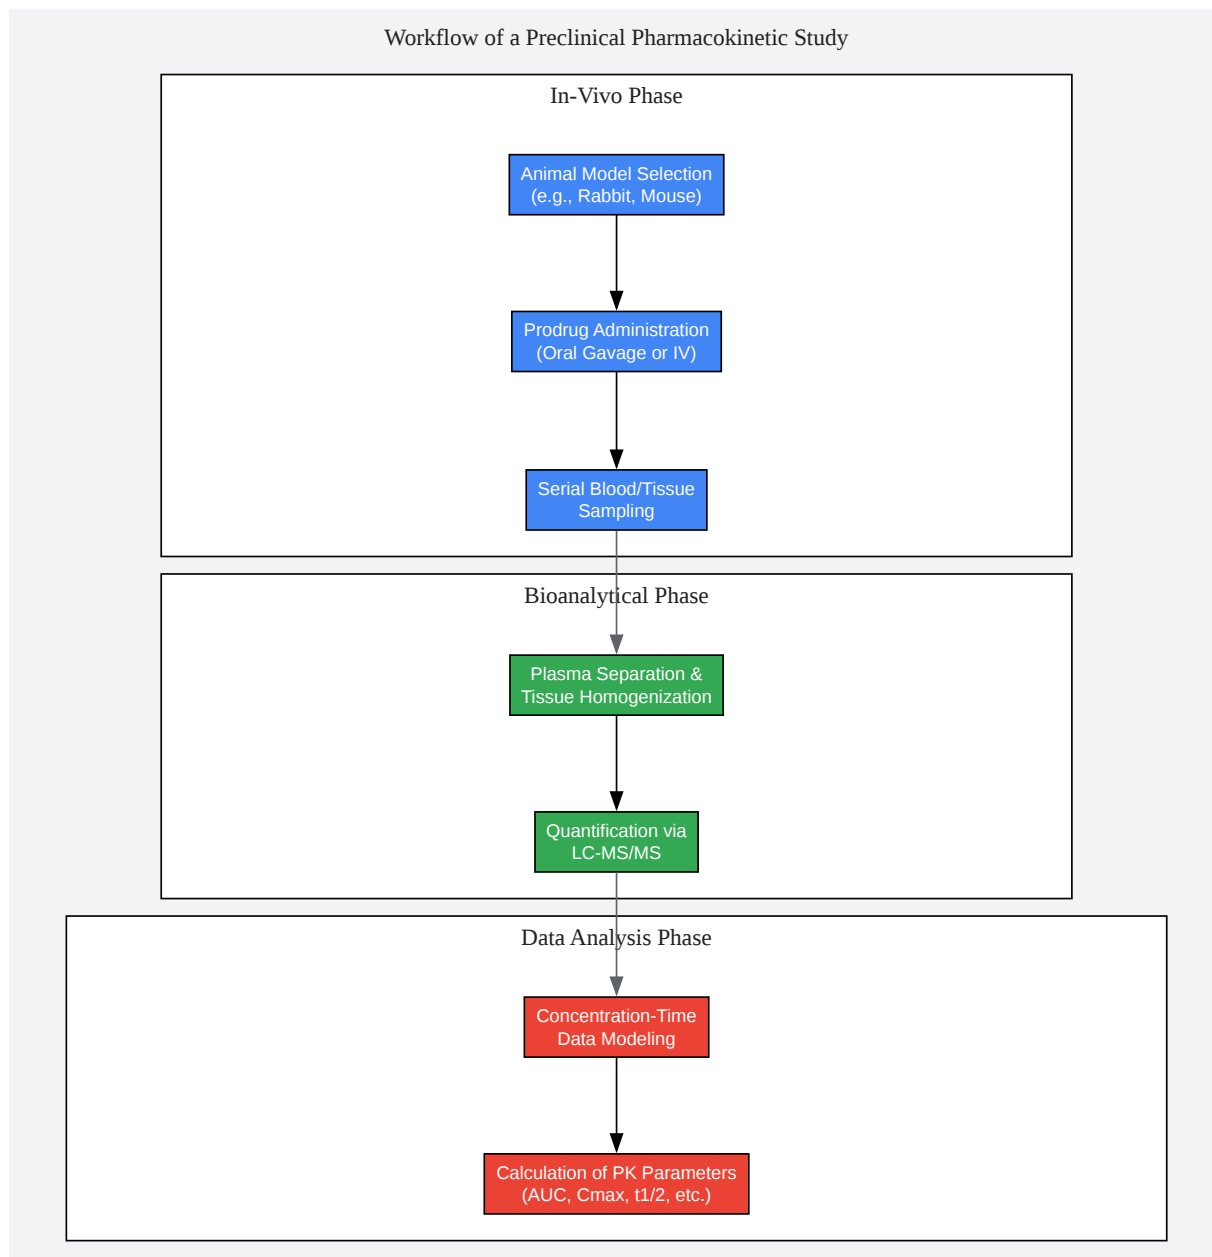 Workflow of a Preclinical Pharmacokinetic Study
In-Vivo Phase
Animal Model Selection
(e.g., Rabbit, Mouse)
Prodrug Administration
(Oral Gavage or IV)
Serial Blood/Tissue
Sampling
Bioanalytical Phase
Plasma Separation &
Tissue Homogenization
Quantification via
LC-MS/MS
Data Analysis Phase
Concentration-Time
Data Modeling
Calculation of PK Parameters
(AUC, Cmax, t1/2, etc.)